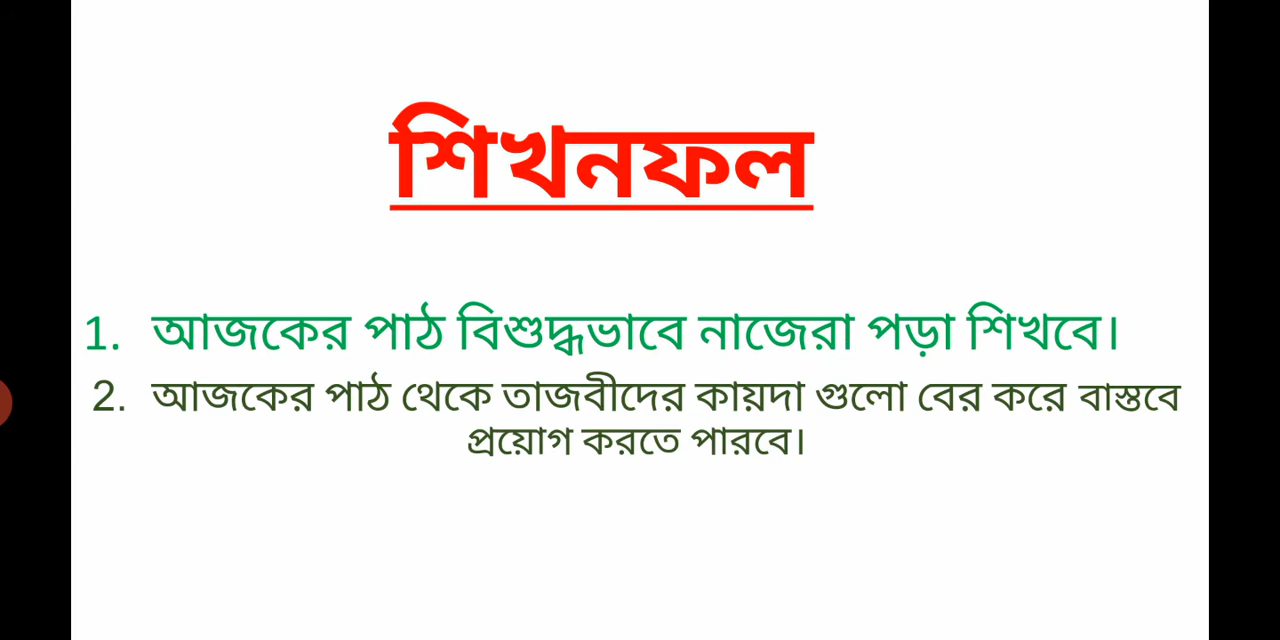 শিখনফল
1. আজকের পাঠ বিশুদ্ধভাবে নাজেরা পড়া শিখবে।
2. আজকের পাঠ থেকে তাজবীদের কায়দা গুলো বের করে বাস্তবে
প্রয়োগ করতে পারবে।